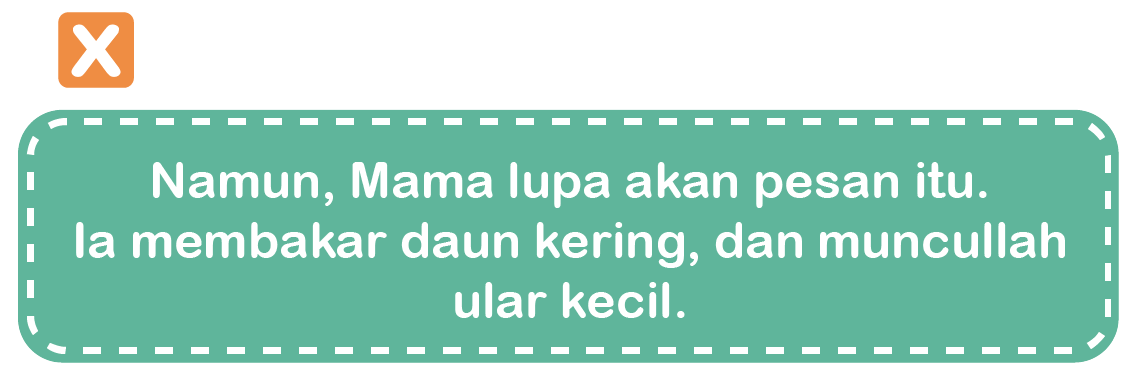 X
Namun, Mama lupa akan pesan itu.
Ia membakar daun kering, dan muncullah
ular kecil.